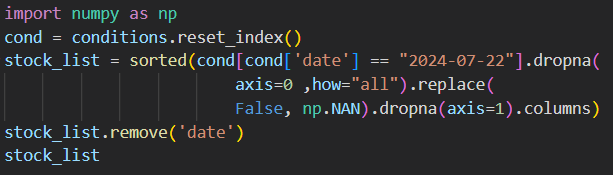 import numpy as np
cond = conditions.reset_index()
stock_list = sorted(cond[cond['date'] == "2024-07-22"].dropna(
axis=0 ,how="all").replace(
False, np.NAN).dropna(axis=1).columns)
stock_list.remove('date')
stock_list